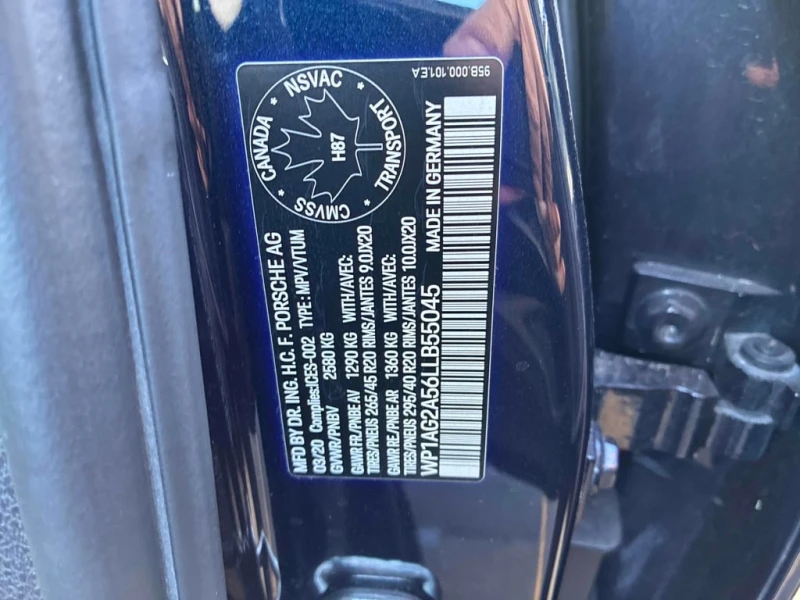 MFD BY DR. ING. H.C. F. PORSCHE AG
03/20 Complies:ICES-002 TYPE : MPV/VTUM
GVWR/PNBV 2580 KG
GAWR FR./PNBE AV 1290 KG WITH/AVEC:
TIRES/PNEUS 265/45 R20 RIMS/JANTES 9.0JX20
GAWR RE./PNBE AR 1360 KG WITH/AVEC:
TIRES/PNEUS 295/40 R20 RIMS/JANTES 10.0JX20
WP1AG2A56LLB55045 MADE IN GERMANY
CANADA
NSVAC
TRANSPORT
CMVSS
H87
95B.000.101.EA